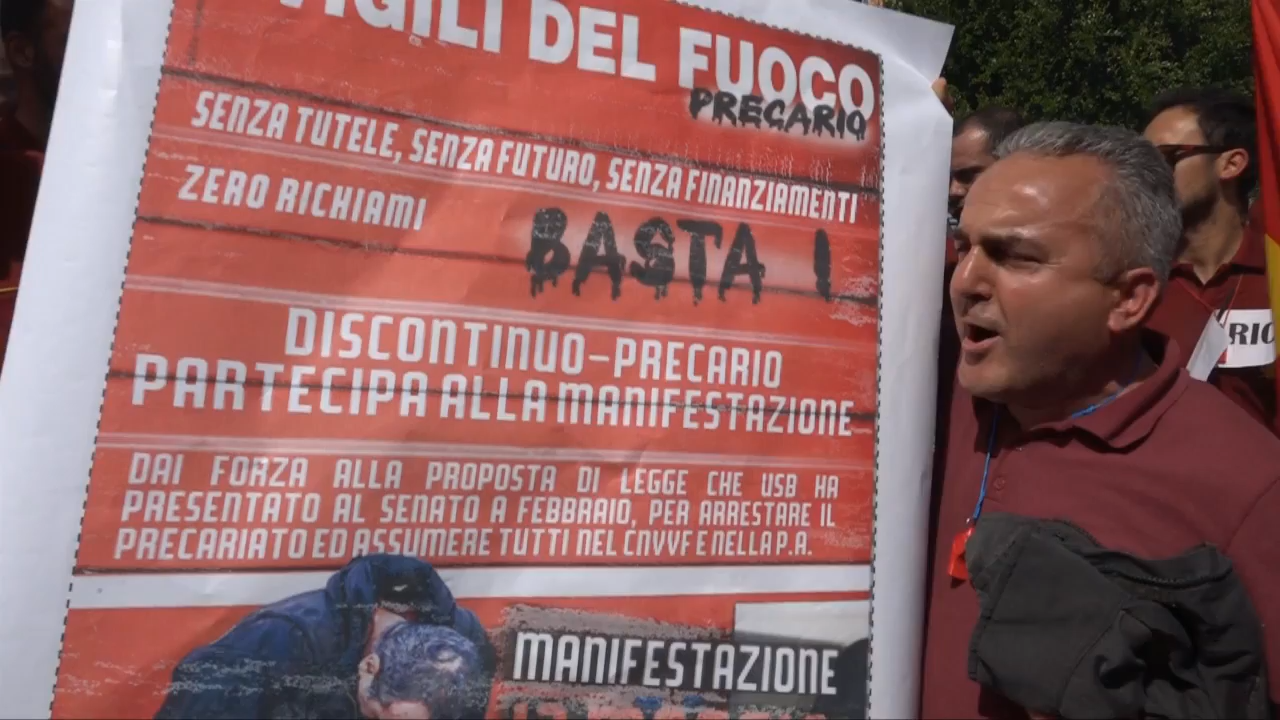 VIGILI DEL FUOCO
PRECARIO
SENZA TUTELE, SENZA FUTURO, SENZA FINANZIAMENTI
ZERO RICHIAMI
BASTA !
DISCONTINUO-PRECARIO
PARTECIPA ALLA MANIFESTAZIONE
DAI FORZA ALLA PROPOSTA DI LEGGE CHE USB HA
PRESENTATO AL SENATO A FEBBRAIO, PER ARRESTARE IL
PRECARIATO ED ASSUMERE TUTTI NEL CNVVF E NELLA P.A.
MANIFESTAZIONE
RIC